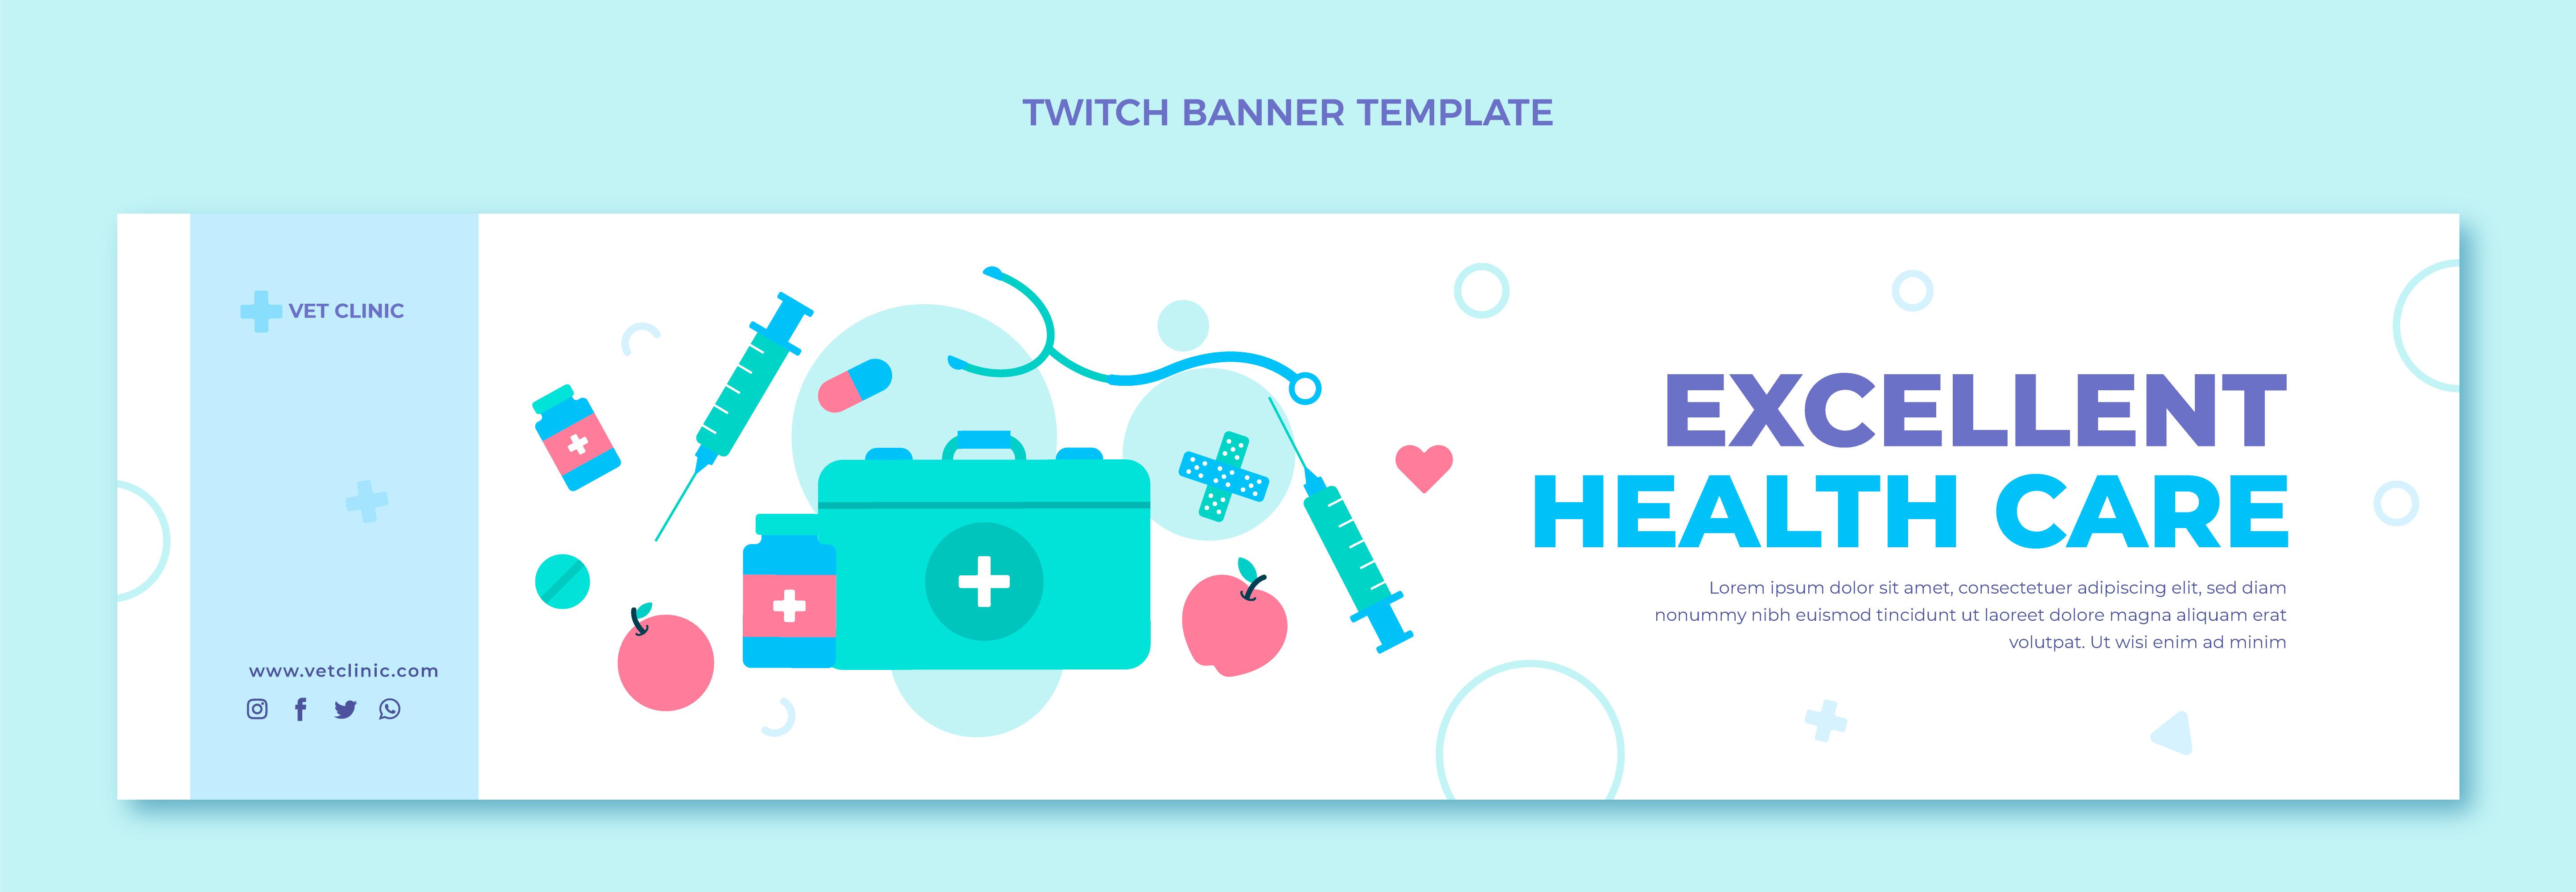 TWITCH BANNER TEMPLATE
VET CLINIC
www.vetclinic.com
EXCELLENT
HEALTH CARE
Lorem ipsum dolor sit amet, consectetuer adipiscing elit, sed diam
nonummy nibh euismod tincidunt ut laoreet dolore magna aliquam erat
volutpat. Ut wisi enim ad minim